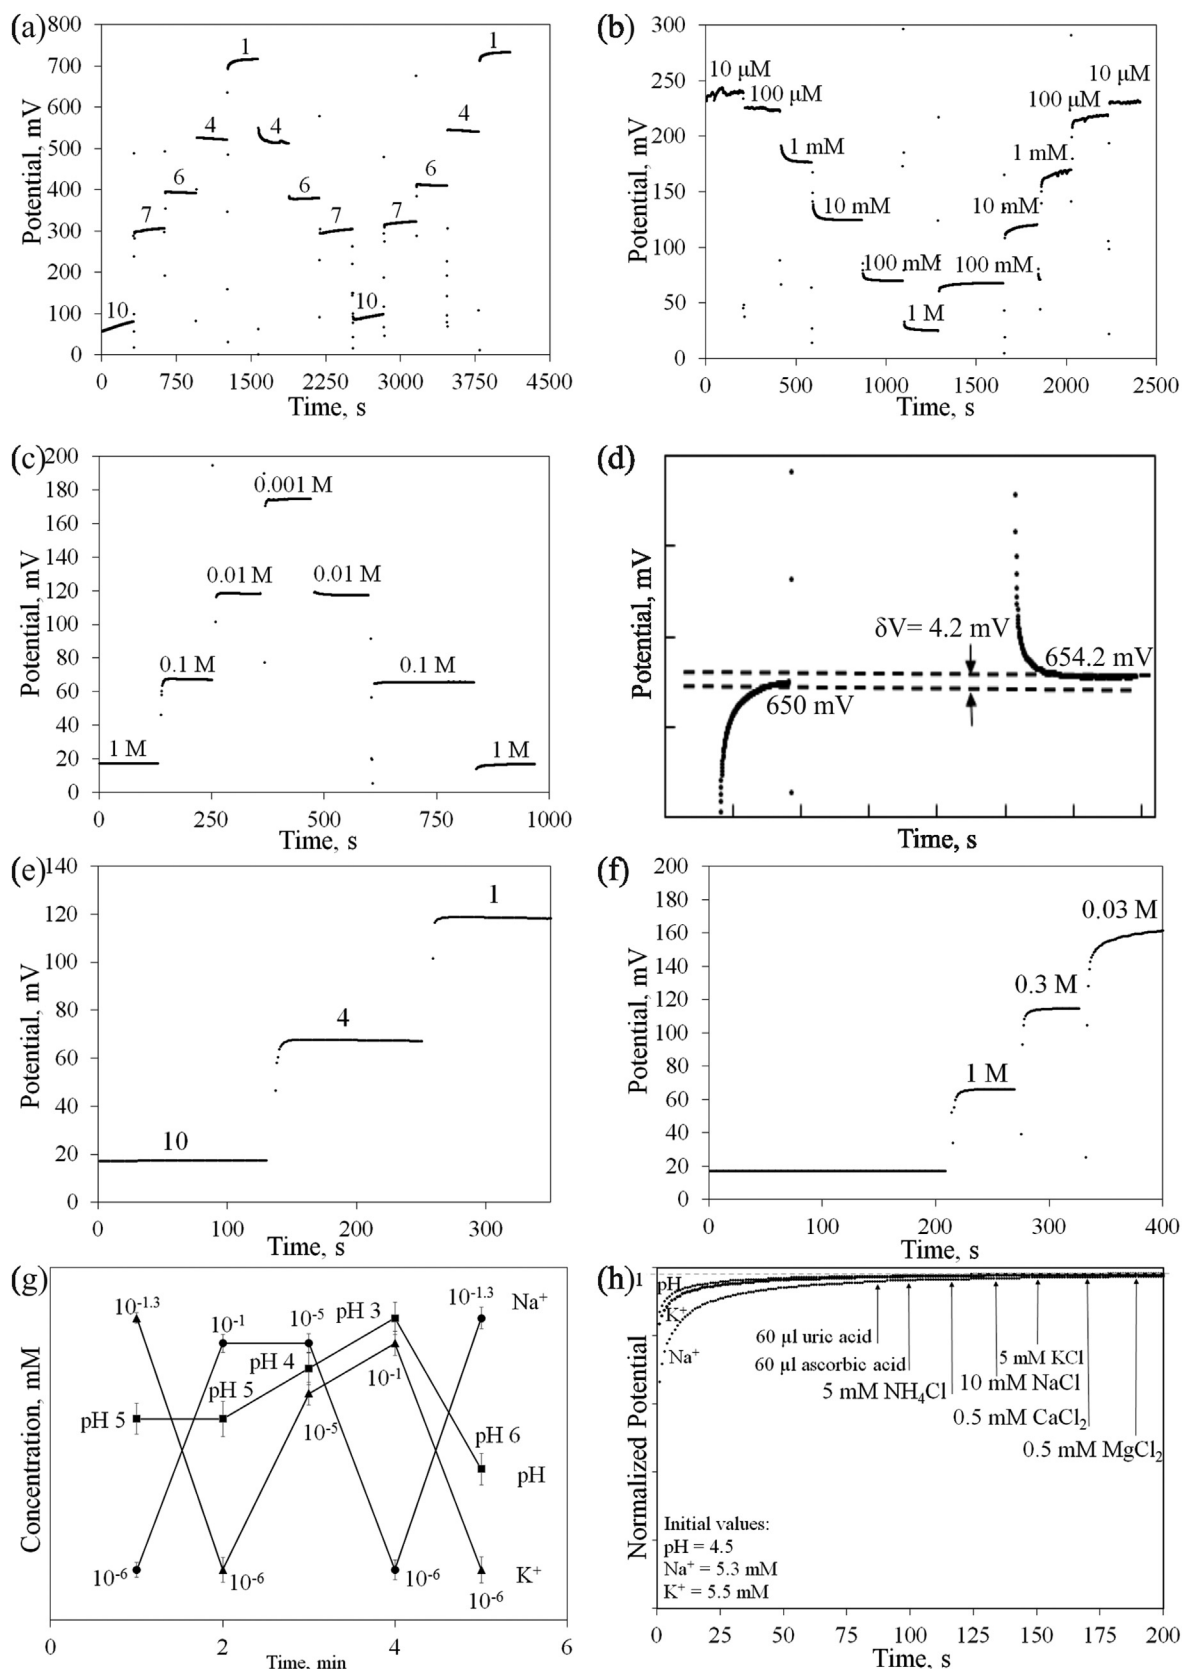 (a)
800
700
600
500
400
300
200
100
0
Potential, mV
10
7
6
4
1
4
6
7
10
7
6
4
1
0 750 1500 2250 3000 3750 4500
Time, s
(b)
300
250
200
150
100
50
0
Potential, mV
10 μM
100 μM
1 mM
10 mM
100 mM
1 M
100 mM
10 mM
1 mM
100 μM
10 μM
0 500 1000 1500 2000 2500
Time, s
(c)
200
180
160
140
120
100
80
60
40
20
0
Potential, mV
1 M
0.1 M
0.01 M
0.001 M
0.01 M
0.1 M
1 M
0 250 500 750 1000
Time, s
(d)
Potential, mV
δV= 4.2 mV
654.2 mV
650 mV
Time, s
(e)
140
120
100
80
60
40
20
0
Potential, mV
10
4
1
0 100 200 300
Time, s
(f)
200
180
160
140
120
100
80
60
40
20
0
Potential, mV
1 M
0.3 M
0.03 M
0 100 200 300 400
Time, s
(g)
Concentration, mM
10⁻¹·³
10⁻¹
10⁻⁵
pH 3
10⁻¹·³
Na⁺
pH 5
pH 5
pH 4
10⁻¹
10⁻⁵
pH 6
pH
10⁻⁶
10⁻⁶
10⁻⁶
10⁻⁶
K⁺
0 2 4 6
Time, min
(h)
1
Normalized Potential
pH
K⁺
Na⁺
60 μl uric acid
60 μl ascorbic acid
5 mM NH₄Cl
5 mM KCl
10 mM NaCl
0.5 mM CaCl₂
0.5 mM MgCl₂
Initial values:
pH = 4.5
Na⁺ = 5.3 mM
K⁺ = 5.5 mM
0 25 50 75 100 125 150 175 200
Time, s